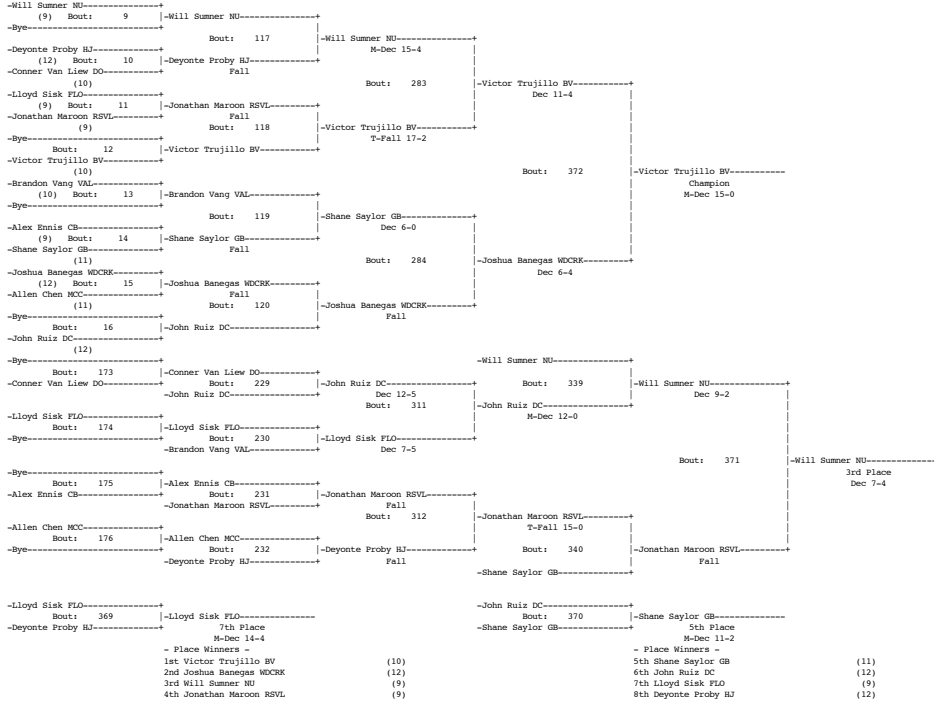 -Will Sumner NU---------------+
(9) Bout: 9 |-Will Sumner NU---------------+
-Bye--------------------------+
Bout: 117 |-Will Sumner NU---------------+
-Deyonte Proby HJ-------------+ M-Dec 15-4
(12) Bout: 10 |-Deyonte Proby HJ-------------+
-Conner Van Liew DO-----------+ Fall
(10) Bout: 283 |-Victor Trujillo BV-----------+
-Lloyd Sisk FLO---------------+ Dec 11-4
(9) Bout: 11 |-Jonathan Maroon RSVL---------+
-Jonathan Maroon RSVL---------+ Fall
(9) Bout: 118 |-Victor Trujillo BV-----------+
-Bye--------------------------+ T-Fall 17-2
Bout: 12 |-Victor Trujillo BV-----------+
-Victor Trujillo BV-----------+
(10) Bout: 372 |-Victor Trujillo BV-----------
-Brandon Vang VAL-------------+ Champion
(10) Bout: 13 |-Brandon Vang VAL-------------+ M-Dec 15-0
-Bye--------------------------+
Bout: 119 |-Shane Saylor GB--------------+
-Alex Ennis CB----------------+ Dec 6-0
(9) Bout: 14 |-Shane Saylor GB--------------+
-Shane Saylor GB--------------+ Fall
(11) Bout: 284 |-Joshua Banegas WDCRK---------+
-Joshua Banegas WDCRK---------+ Dec 6-4
(12) Bout: 15 |-Joshua Banegas WDCRK---------+
-Allen Chen MCC---------------+ Fall
(11) Bout: 120 |-Joshua Banegas WDCRK---------+
-Bye--------------------------+ Fall
Bout: 16 |-John Ruiz DC-----------------+
-John Ruiz DC-----------------+
(12)
-Bye--------------------------+ -Will Sumner NU---------------+
Bout: 173 |-Conner Van Liew DO-----------+
-Conner Van Liew DO-----------+ Bout: 229 |-John Ruiz DC-----------------+ Bout: 339 |-Will Sumner NU---------------+
-John Ruiz DC-----------------+ Dec 12-5 Dec 9-2
Bout: 311 |-John Ruiz DC-----------------+
-Lloyd Sisk FLO---------------+ M-Dec 12-0
Bout: 174 |-Lloyd Sisk FLO---------------+
-Bye--------------------------+ Bout: 230 |-Lloyd Sisk FLO---------------+
-Brandon Vang VAL-------------+ Dec 7-5
Bout: 371 |-Will Sumner NU---------------
-Bye--------------------------+ 3rd Place
Bout: 175 |-Alex Ennis CB----------------+ Dec 7-4
-Alex Ennis CB----------------+ Bout: 231 |-Jonathan Maroon RSVL---------+
-Jonathan Maroon RSVL---------+ Fall
Bout: 312 |-Jonathan Maroon RSVL---------+
-Allen Chen MCC---------------+ T-Fall 15-0
Bout: 176 |-Allen Chen MCC---------------+
-Bye--------------------------+ Bout: 232 |-Deyonte Proby HJ-------------+ Bout: 340 |-Jonathan Maroon RSVL---------+
-Deyonte Proby HJ-------------+ Fall Fall
-Shane Saylor GB--------------+
-Lloyd Sisk FLO---------------+ -John Ruiz DC-----------------+
Bout: 369 |-Lloyd Sisk FLO--------------- Bout: 370 |-Shane Saylor GB--------------
-Deyonte Proby HJ-------------+ 7th Place -Shane Saylor GB--------------+ 5th Place
M-Dec 14-4 M-Dec 11-2
- Place Winners - - Place Winners -
1st Victor Trujillo BV (10) 5th Shane Saylor GB (11)
2nd Joshua Banegas WDCRK (12) 6th John Ruiz DC (12)
3rd Will Sumner NU (9) 7th Lloyd Sisk FLO (9)
4th Jonathan Maroon RSVL (9) 8th Deyonte Proby HJ (12)